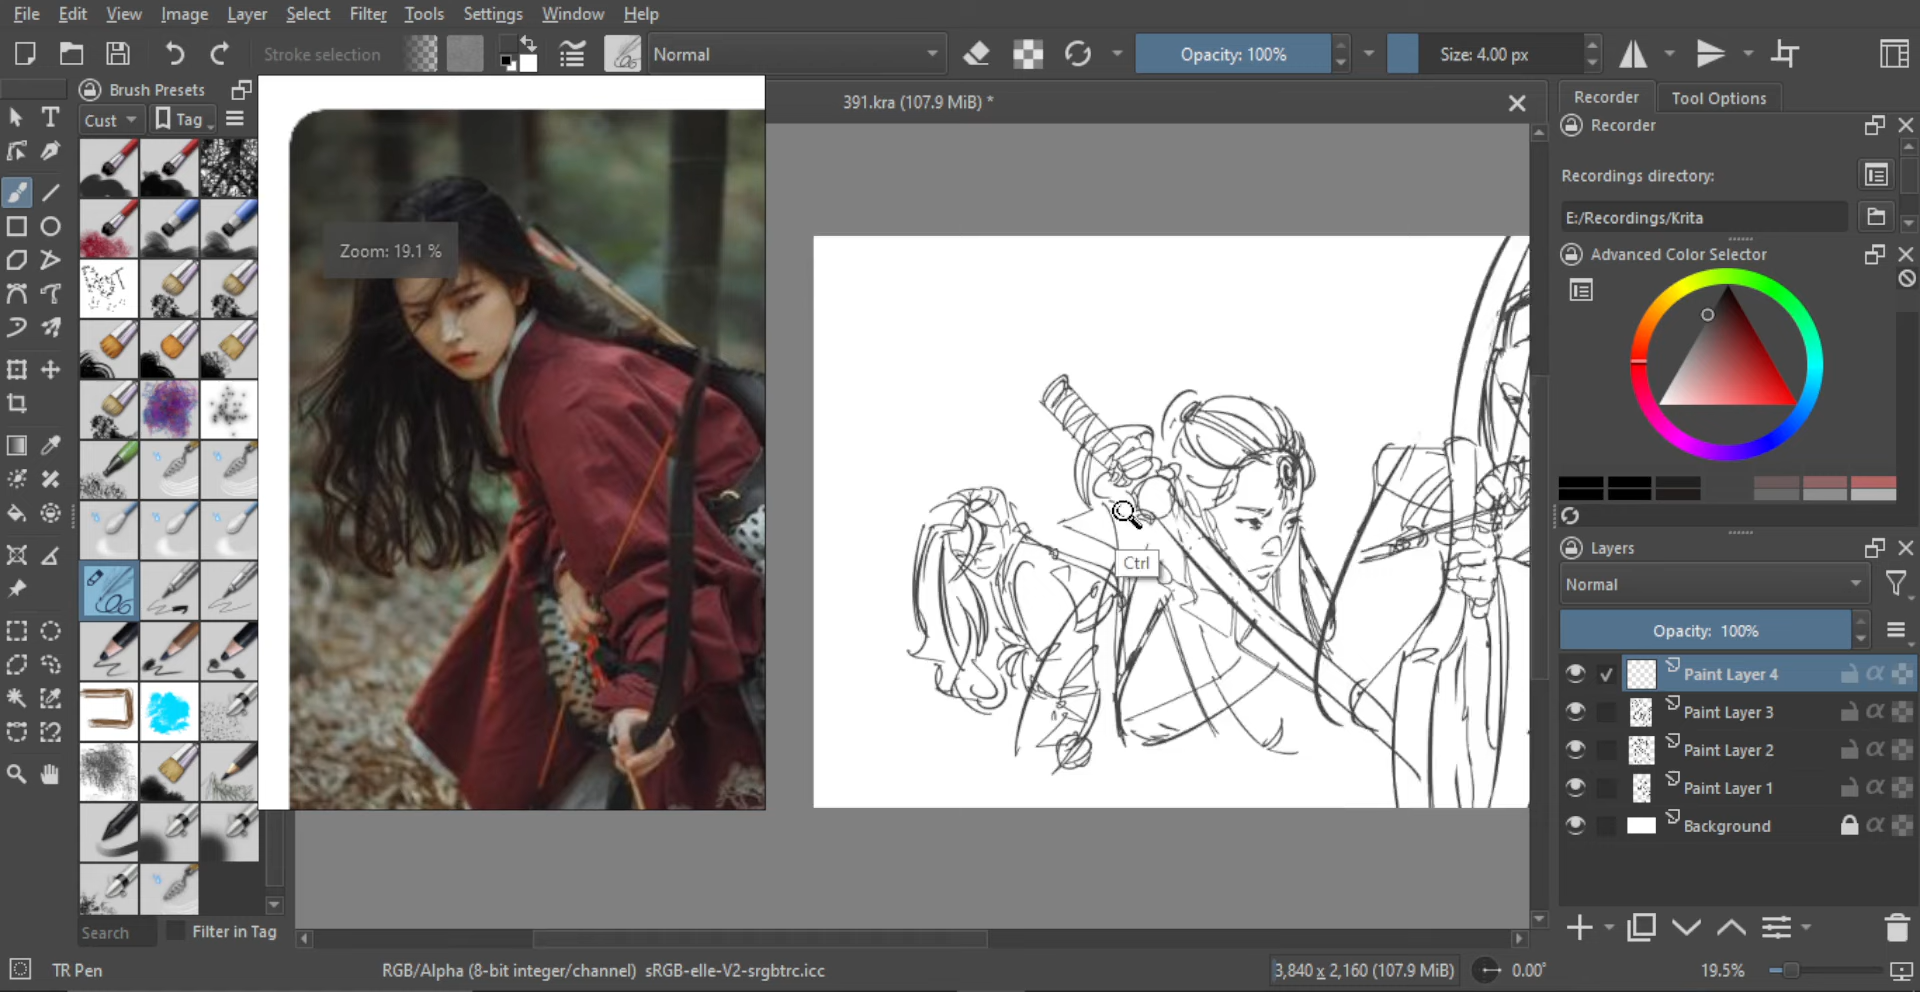 File Edit View Image Layer Select Filter Tools Settings Window Help
Stroke selection
Normal
Opacity: 100%
Size: 4.00 px
Brush Presets
Cust
Tag
391.kra (107.9 MiB) *
Zoom: 19.1 %
Ctrl
Recorder
Tool Options
Recorder
Recordings directory:
E:/Recordings/Krita
Advanced Color Selector
Layers
Normal
Opacity: 100%
Paint Layer 4
Paint Layer 3
Paint Layer 2
Paint Layer 1
Background
Search
Filter in Tag
TR Pen
RGB/Alpha (8-bit integer/channel) sRGB-elle-V2-srgbtrc.icc
3,840 x 2,160 (107.9 MiB)
0.00°
19.5%